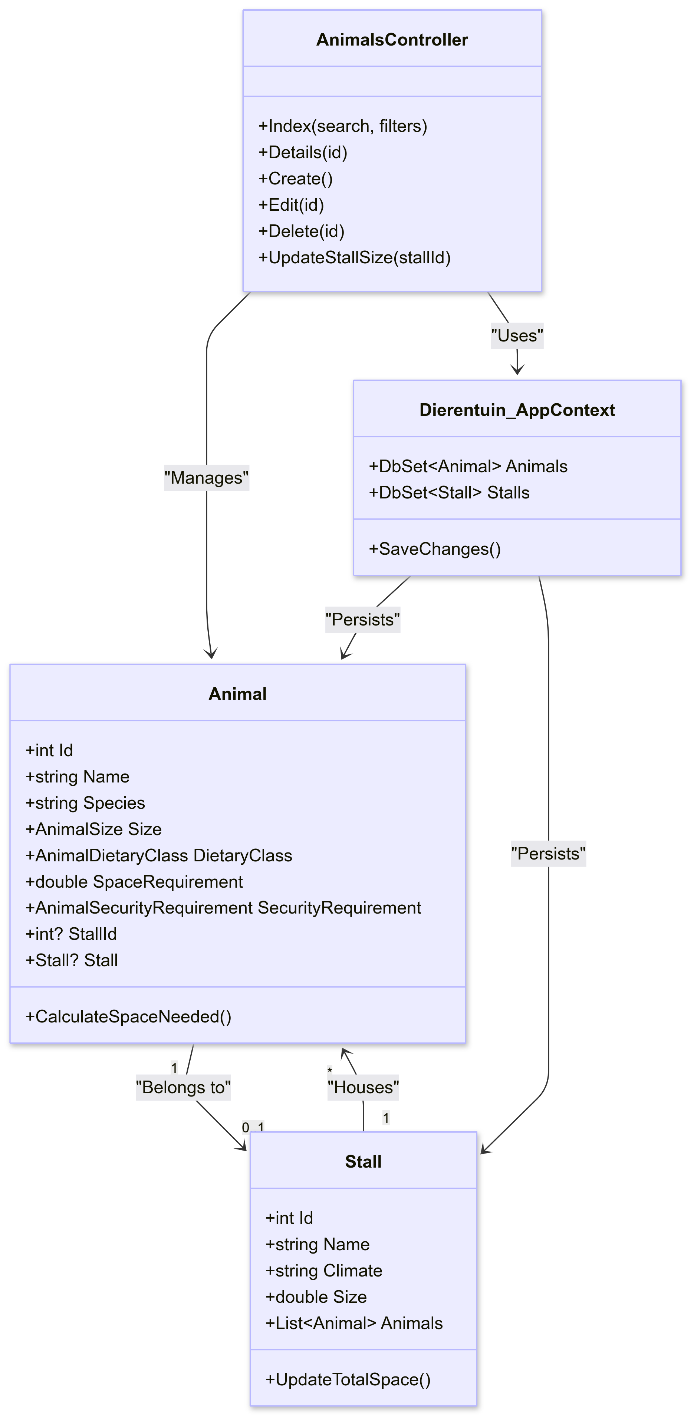 AnimalsController
+Index(search, filters)
+Details(id)
+Create()
+Edit(id)
+Delete(id)
+UpdateStallSize(stallId)
"Uses"
Dierentuin_AppContext
+DbSet<Animal> Animals
+DbSet<Stall> Stalls
+SaveChanges()
"Manages"
"Persists"
Animal
+int Id
+string Name
+string Species
+AnimalSize Size
+AnimalDietaryClass DietaryClass
+double SpaceRequirement
+AnimalSecurityRequirement SecurityRequirement
+int? StallId
+Stall? Stall
+CalculateSpaceNeeded()
"Persists"
1
"Belongs to"
*
"Houses"
1
Stall
+int Id
+string Name
+string Climate
+double Size
+List<Animal> Animals
+UpdateTotalSpace()